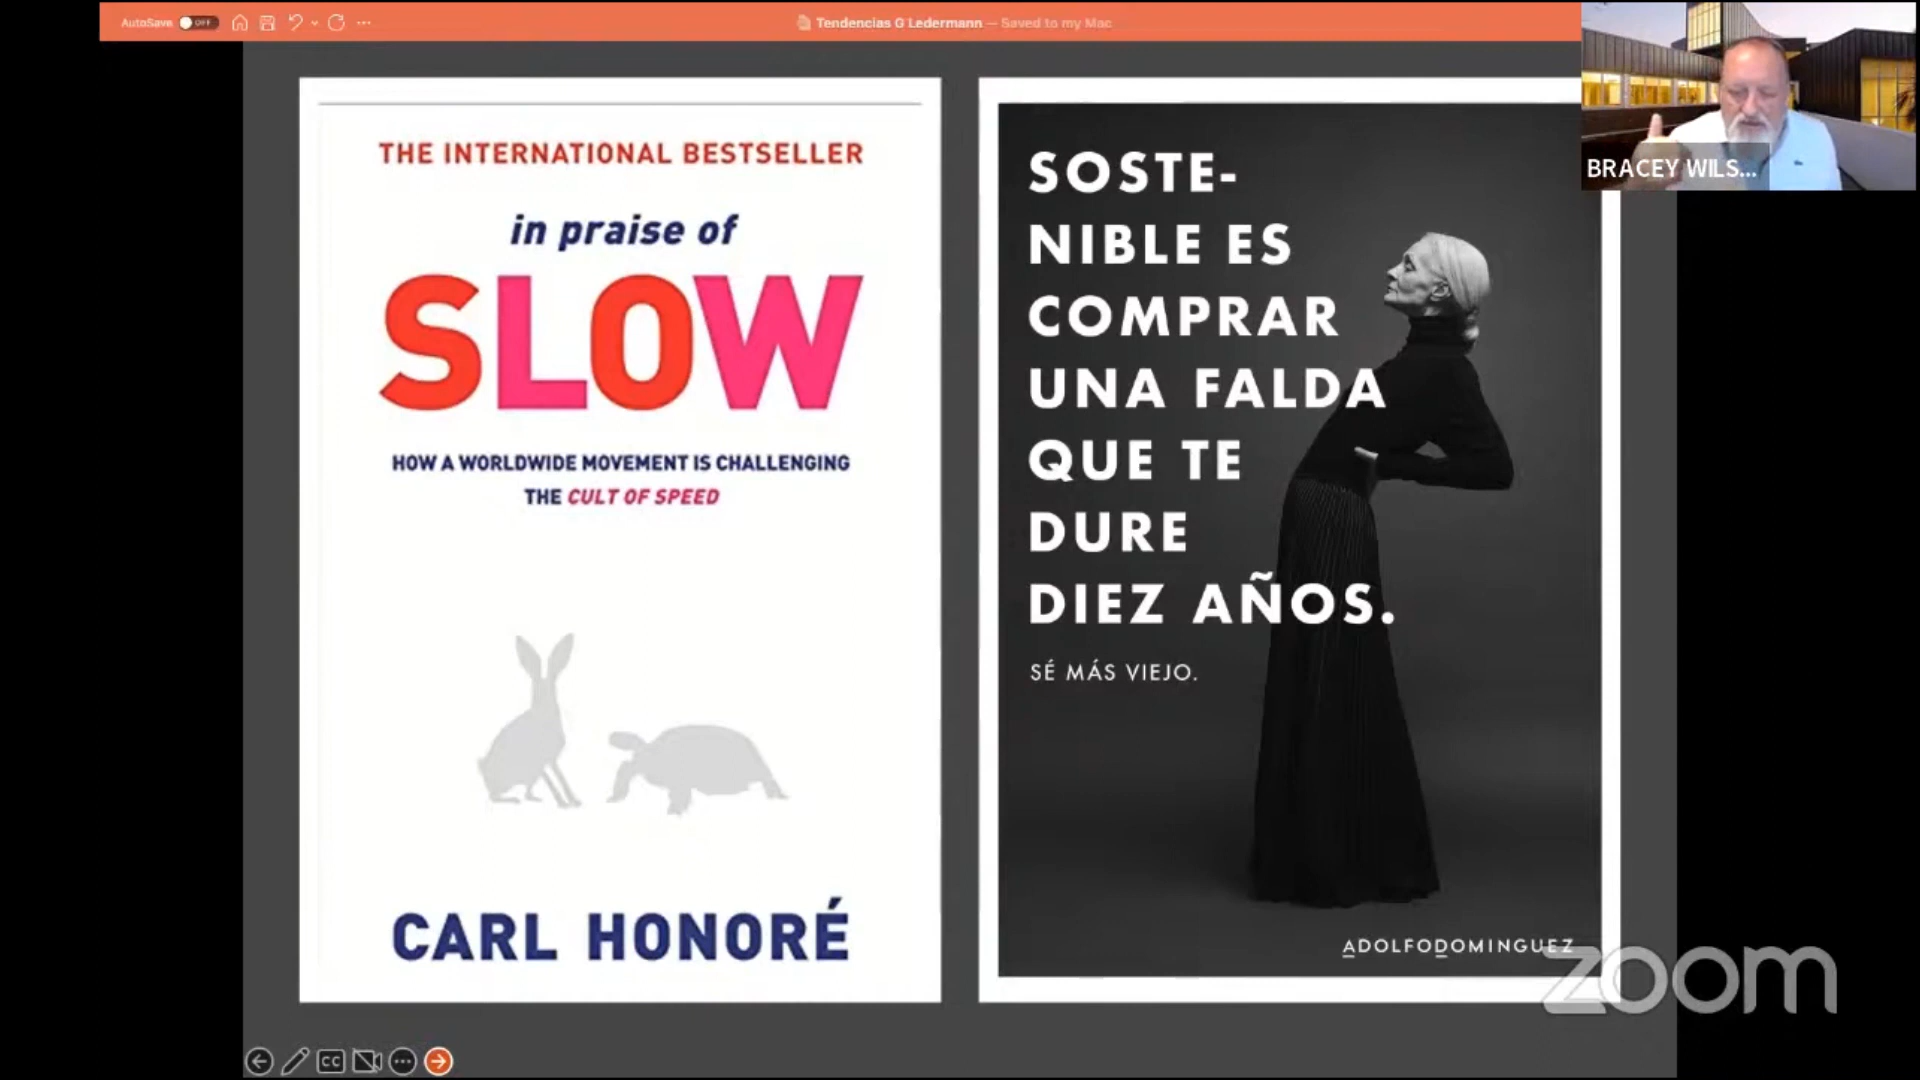 AutoSave OFF
Tendencias G Ledermann — Saved to my Mac
THE INTERNATIONAL BESTSELLER
in praise of
SLOW
HOW A WORLDWIDE MOVEMENT IS CHALLENGING
THE CULT OF SPEED
CARL HONORÉ
SOSTE-
NIBLE ES
COMPRAR
UNA FALDA
QUE TE
DURE
DIEZ AÑOS.
SÉ MÁS VIEJO.
ADOLFODOMINGUEZ
BRACEY WILS...
zoom
CC